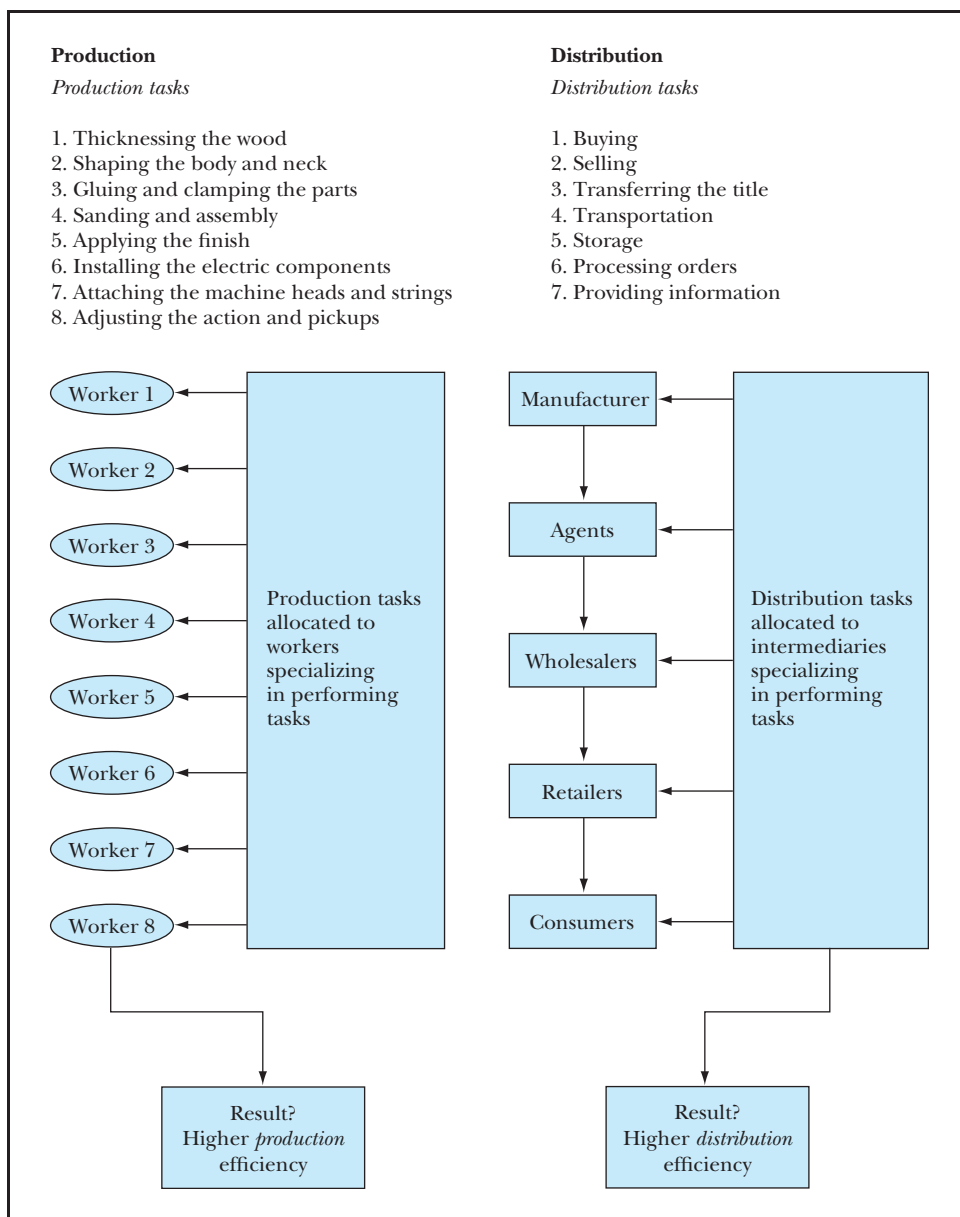 Production
Production tasks
1. Thicknessing the wood
2. Shaping the body and neck
3. Gluing and clamping the parts
4. Sanding and assembly
5. Applying the finish
6. Installing the electric components
7. Attaching the machine heads and strings
8. Adjusting the action and pickups
Worker 1
Worker 2
Worker 3
Worker 4
Worker 5
Worker 6
Worker 7
Worker 8
Production tasks
allocated to
workers
specializing
in performing
tasks
Result?
Higher production
efficiency
Distribution
Distribution tasks
1. Buying
2. Selling
3. Transferring the title
4. Transportation
5. Storage
6. Processing orders
7. Providing information
Manufacturer
Agents
Wholesalers
Retailers
Consumers
Distribution tasks
allocated to
intermediaries
specializing
in performing
tasks
Result?
Higher distribution
efficiency